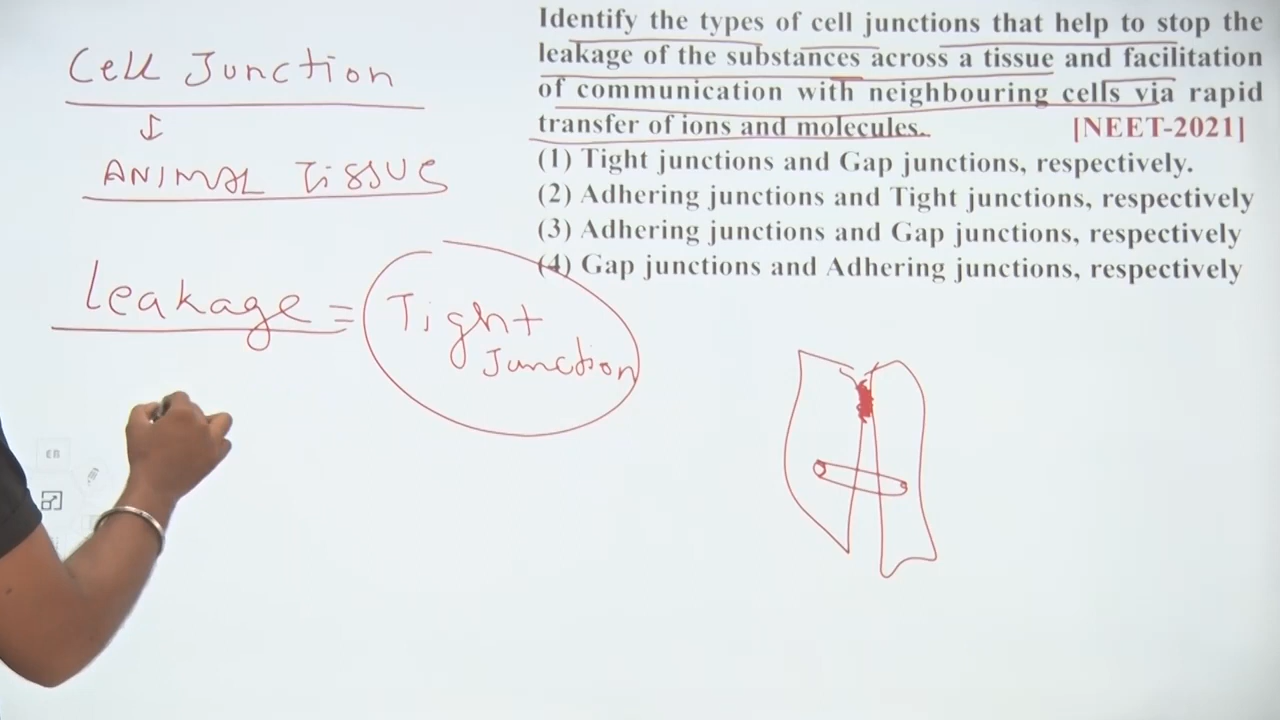 Cell Junction
ANIMAL TiSSUE
Leakage = Tight
Junction
Identify the types of cell junctions that help to stop the
leakage of the substances across a tissue and facilitation
of communication with neighbouring cells via rapid
transfer of ions and molecules. [NEET-2021]
(1) Tight junctions and Gap junctions, respectively.
(2) Adhering junctions and Tight junctions, respectively
(3) Adhering junctions and Gap junctions, respectively
(4) Gap junctions and Adhering junctions, respectively